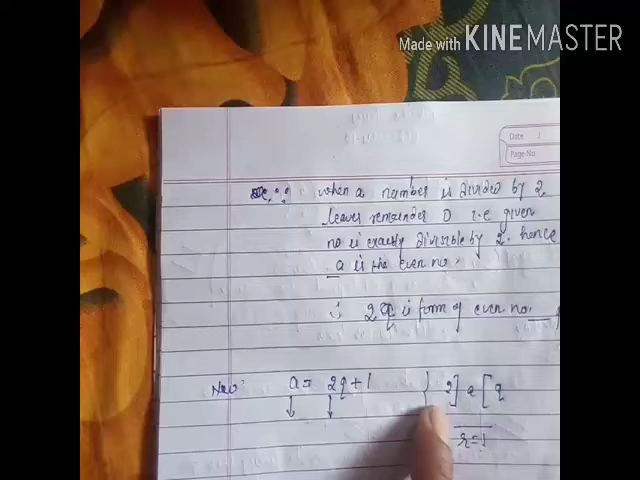 Made with KINEMASTER
Date
Page No
∵ when a number is divided by 2
leaves remainder 0 i.e given
no is exactly divisible by 2. hence
a is the even no.
∴ 2q is form of even no.
Now a = 2q+1 { 2] a [q
↓ ↓
r=1